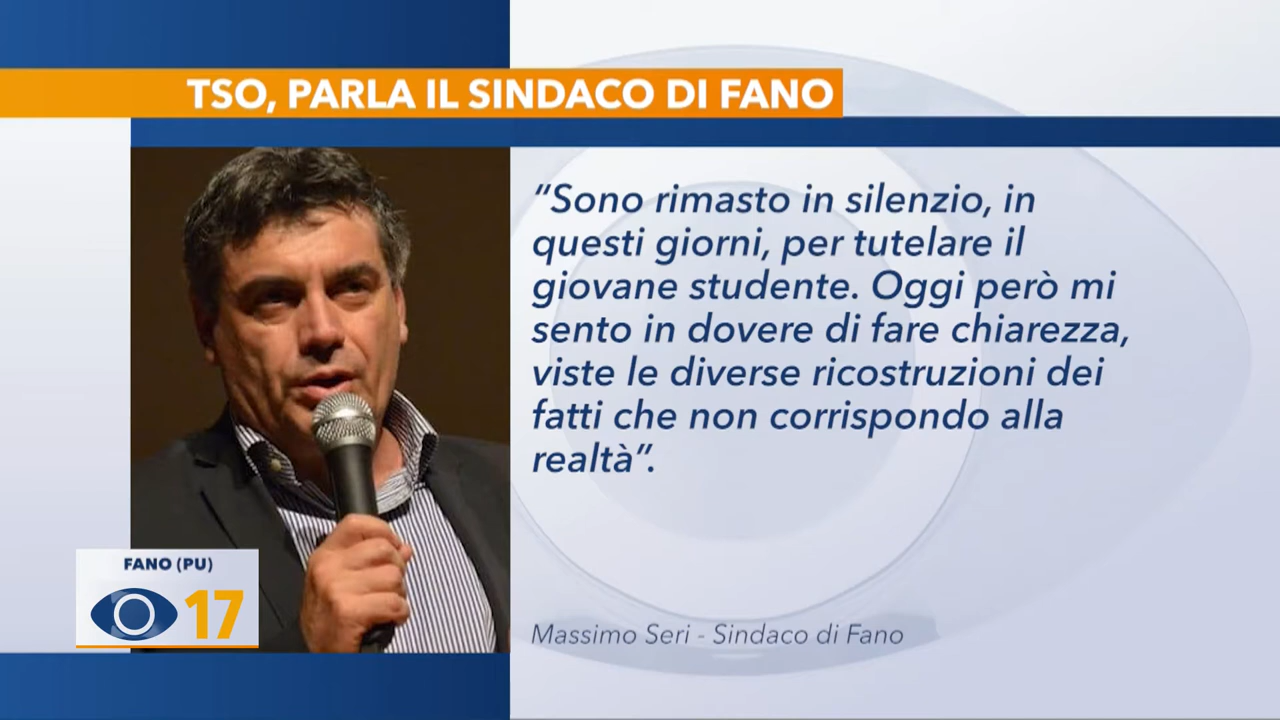 TSO, PARLA IL SINDACO DI FANO
“Sono rimasto in silenzio, in
questi giorni, per tutelare il
giovane studente. Oggi però mi
sento in dovere di fare chiarezza,
viste le diverse ricostruzioni dei
fatti che non corrispondo alla
realtà”.
Massimo Seri - Sindaco di Fano
FANO (PU)
17